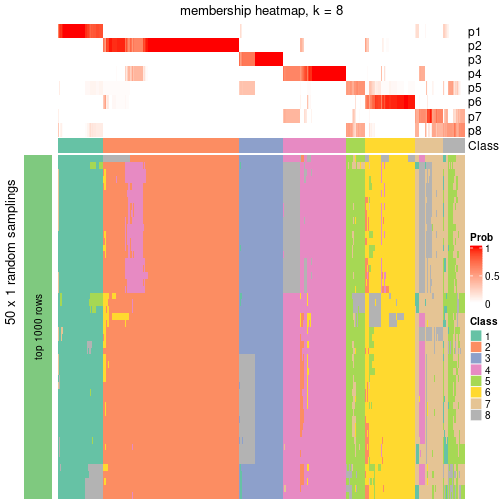 membership heatmap, k = 8
p1
p2
p3
p4
p5
p6
p7
p8
Class
50 x 1 random samplings
top 1000 rows
Prob
1
0.5
0
Class
1
2
3
4
5
6
7
8